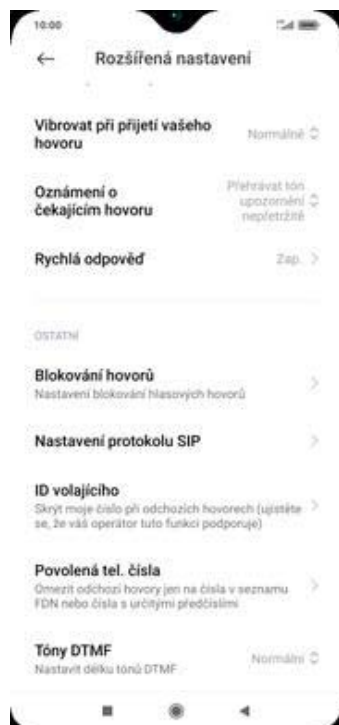 10:00
Rozšířená nastavení
Vibrovat při přijetí vašeho
hovoru
Normálně
Oznámení o
čekajícím hovoru
Přehrávat tón
upozornění
nepřetržitě
Rychlá odpověď
Zap.
OSTATNÍ
Blokování hovorů
Nastavení blokování hlasových hovorů
Nastavení protokolu SIP
ID volajícího
Skrýt moje číslo při odchozích hovorech (ujistěte
se, že váš operátor tuto funkci podporuje)
Povolená tel. čísla
Omezit odchozí hovory jen na čísla v seznamu
FDN nebo čísla s určitými předčíslími
Tóny DTMF
Nastavit délku tónů DTMF
Normální